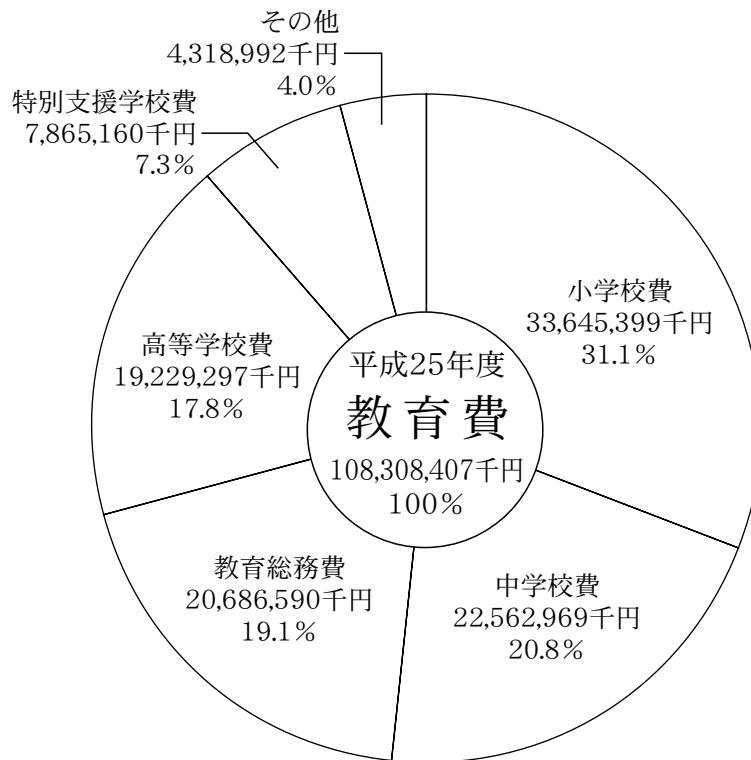 その他
4,318,992千円
4.0％
特別支援学校費
7,865,160千円
7.3％
小学校費
33,645,399千円
31.1％
高等学校費
19,229,297千円
17.8％
平成25年度
教育費
108,308,407千円
100％
教育総務費
20,686,590千円
19.1％
中学校費
22,562,969千円
20.8％